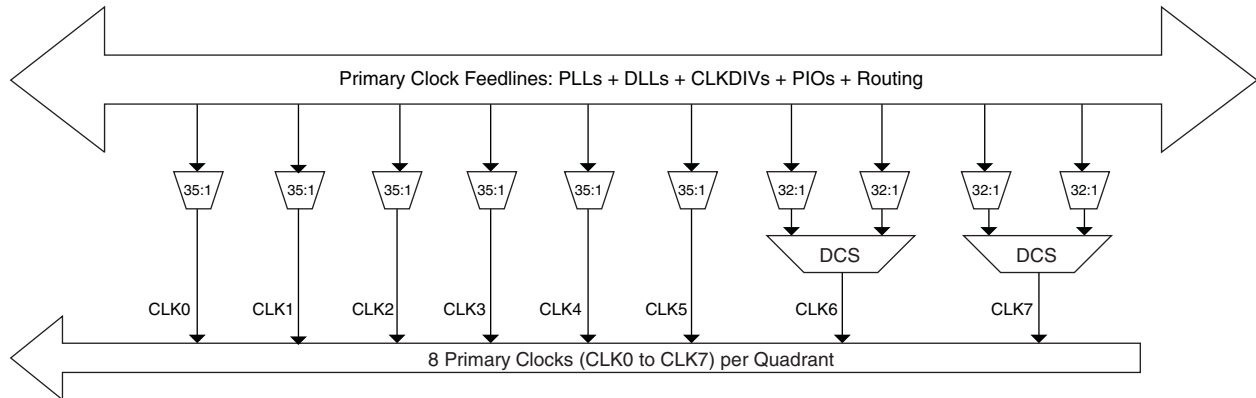 Primary Clock Feedlines: PLLs + DLLs + CLKDIVs + PIOs + Routing
35:1
35:1
35:1
35:1
35:1
35:1
32:1
32:1
32:1
32:1
DCS
DCS
CLK0
CLK1
CLK2
CLK3
CLK4
CLK5
CLK6
CLK7
8 Primary Clocks (CLK0 to CLK7) per Quadrant